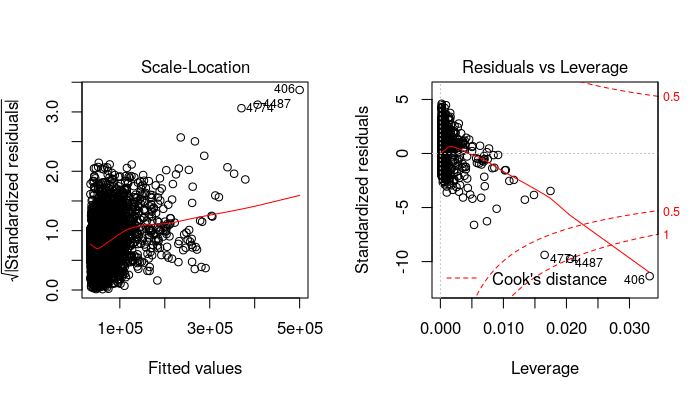 Scale-Location
√|Standardized residuals|
0.0
1.0
2.0
3.0
406
4774
4487
1e+05
3e+05
5e+05
Fitted values
Residuals vs Leverage
Standardized residuals
5
0
-5
-10
0.5
0.5
1
4774
4487
406
Cook's distance
0.000
0.010
0.020
0.030
Leverage